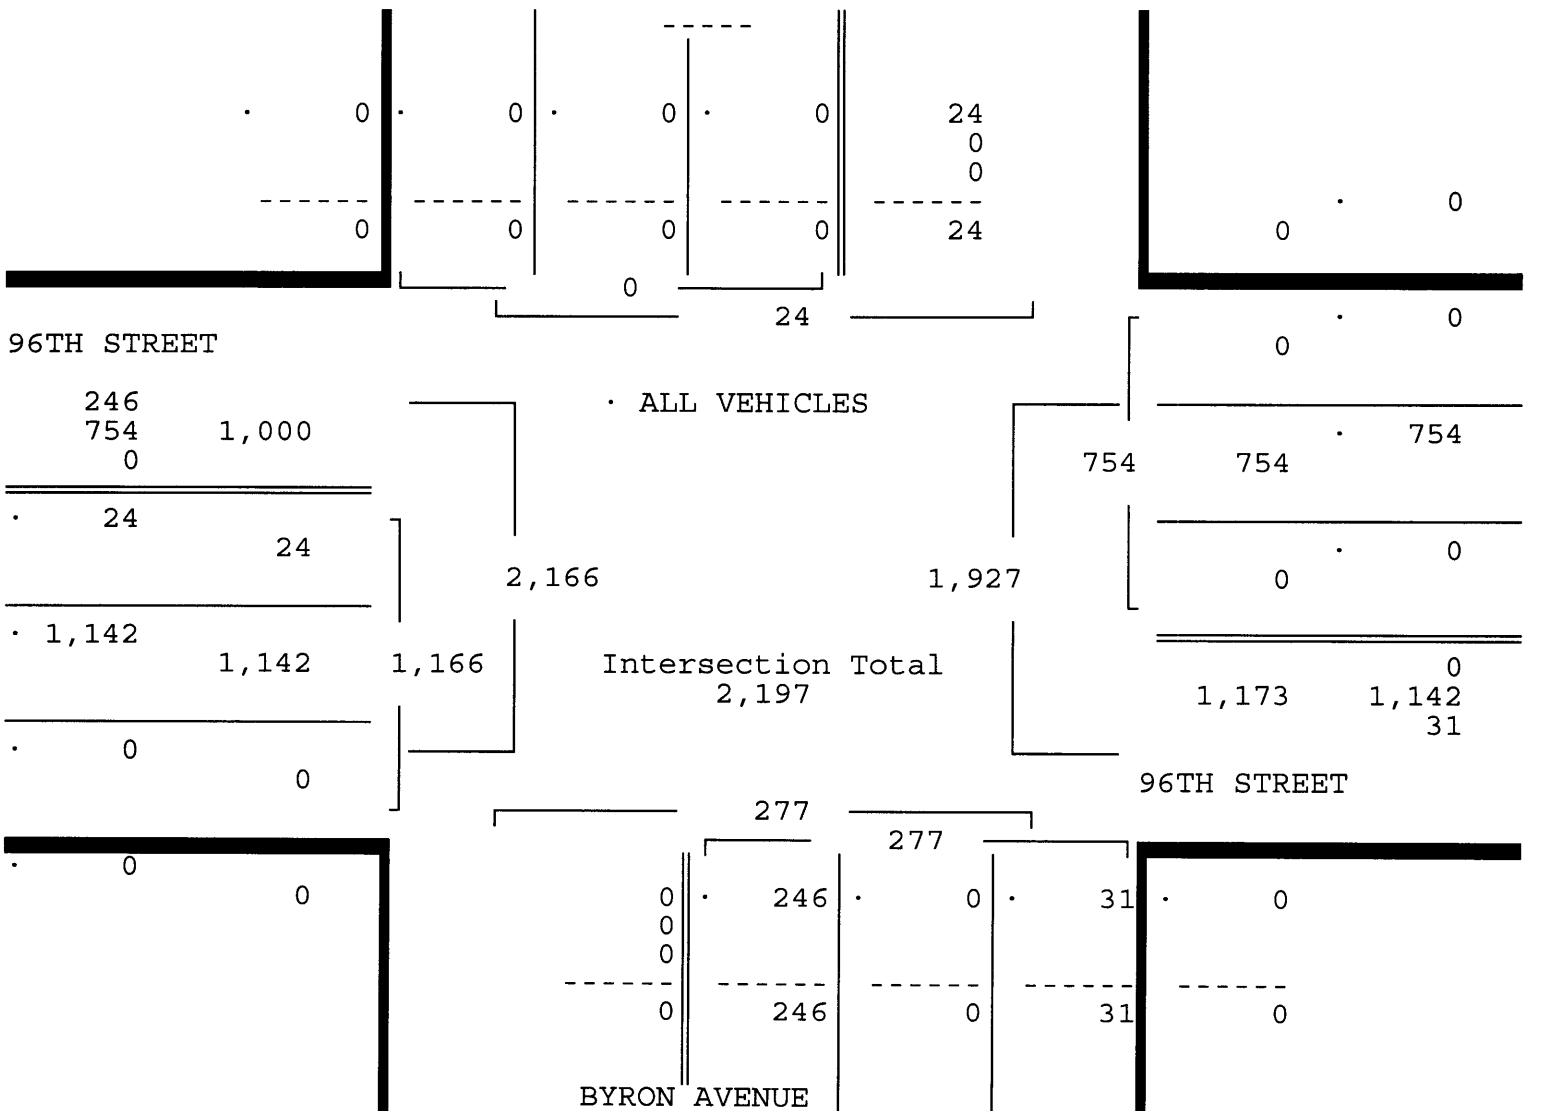 -----
· 0 · 0 · 0 · 0 24
0
0
------ ------ ------ ------ ------
· 0
0 0 0 0 24
0
0
24
· 0
96TH STREET
0
246
· ALL VEHICLES
754 1,000
· 754
0
754 754
· 24
24
· 0
2,166 1,927 0
· 1,142
1,142 1,166 Intersection Total
0
2,197
1,173 1,142
31
· 0
0
96TH STREET
277
277
· 0
0
0 · 246 · 0 · 31 · 0
0
0
------ ------ ------ ------ ------
0 246 0 31 0
BYRON AVENUE